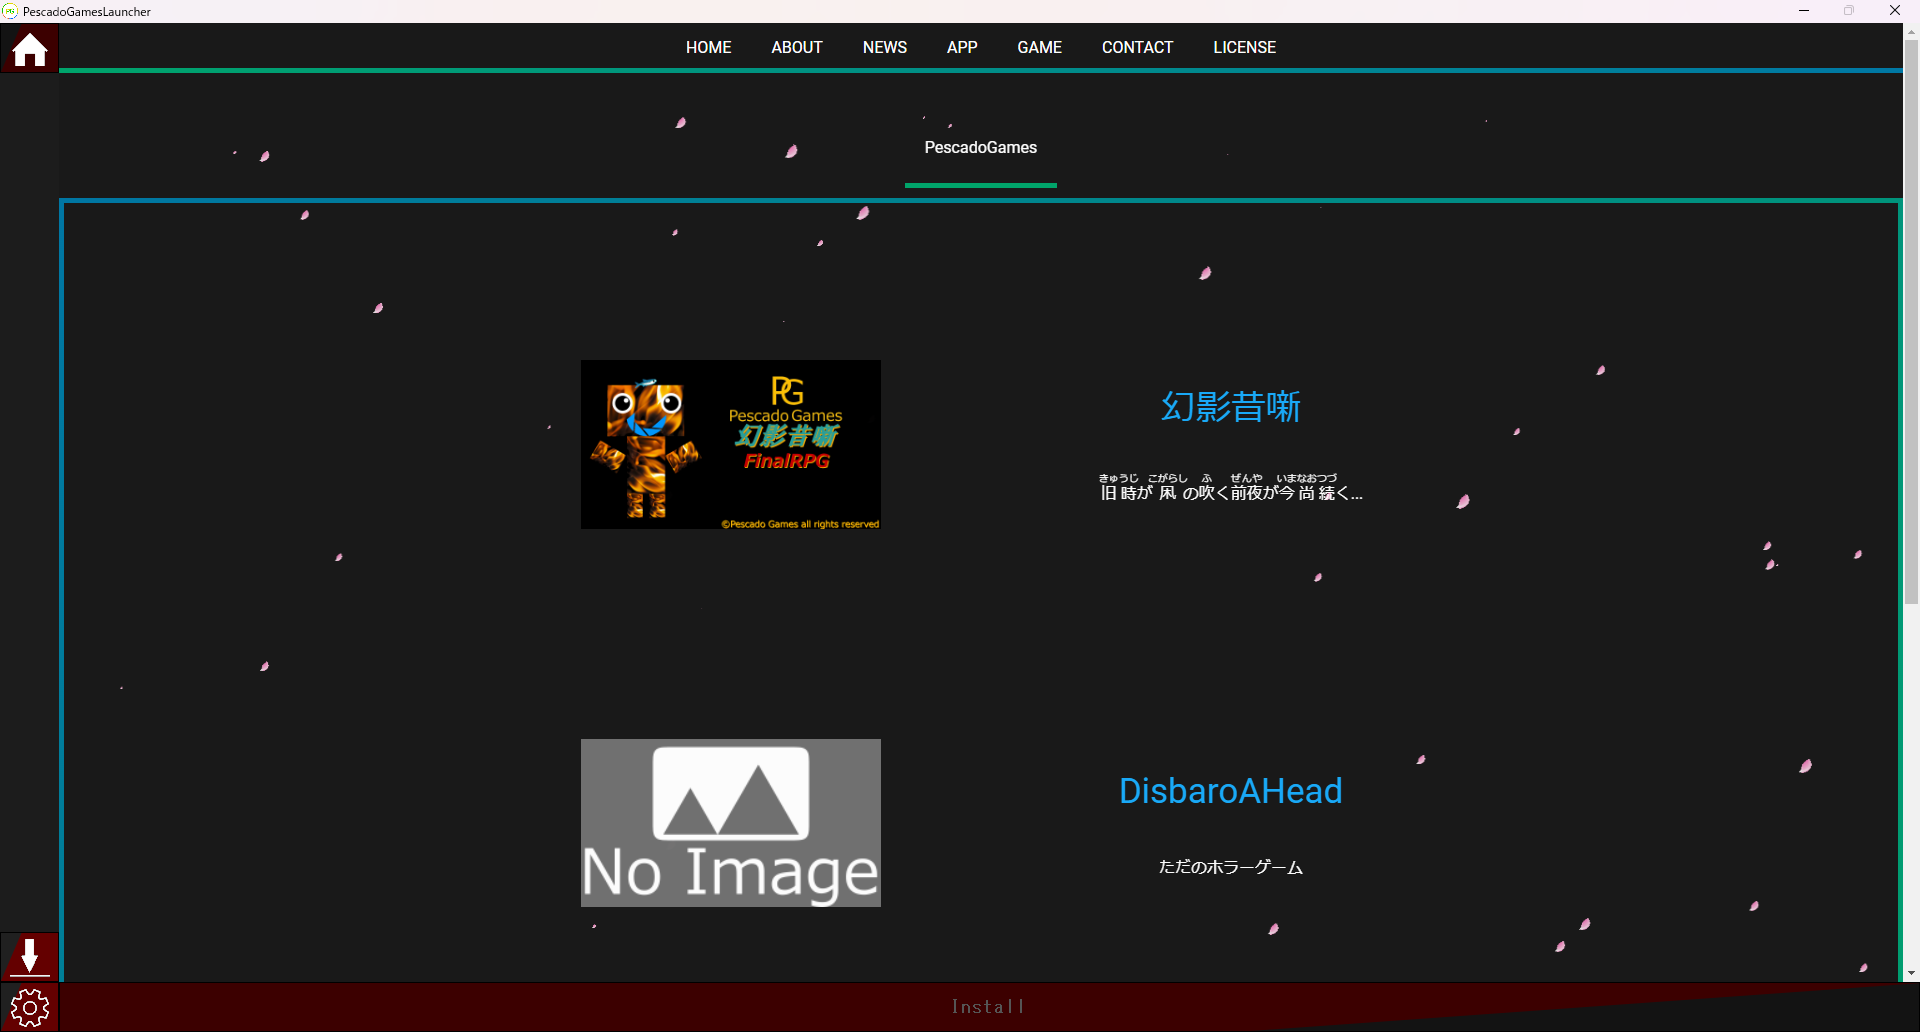 PescadoGamesLauncher
HOME ABOUT NEWS APP GAME CONTACT LICENSE
PescadoGames
PG
Pescado Games
幻影昔噺
FinalRPG
©Pescado Games all rights reserved
幻影昔噺
きゅうじ こがらし ふ ぜんや いまなおつづ
旧時が凩の吹く前夜が今尚続く...
No Image
DisbaroAHead
ただのホラーゲーム
Install